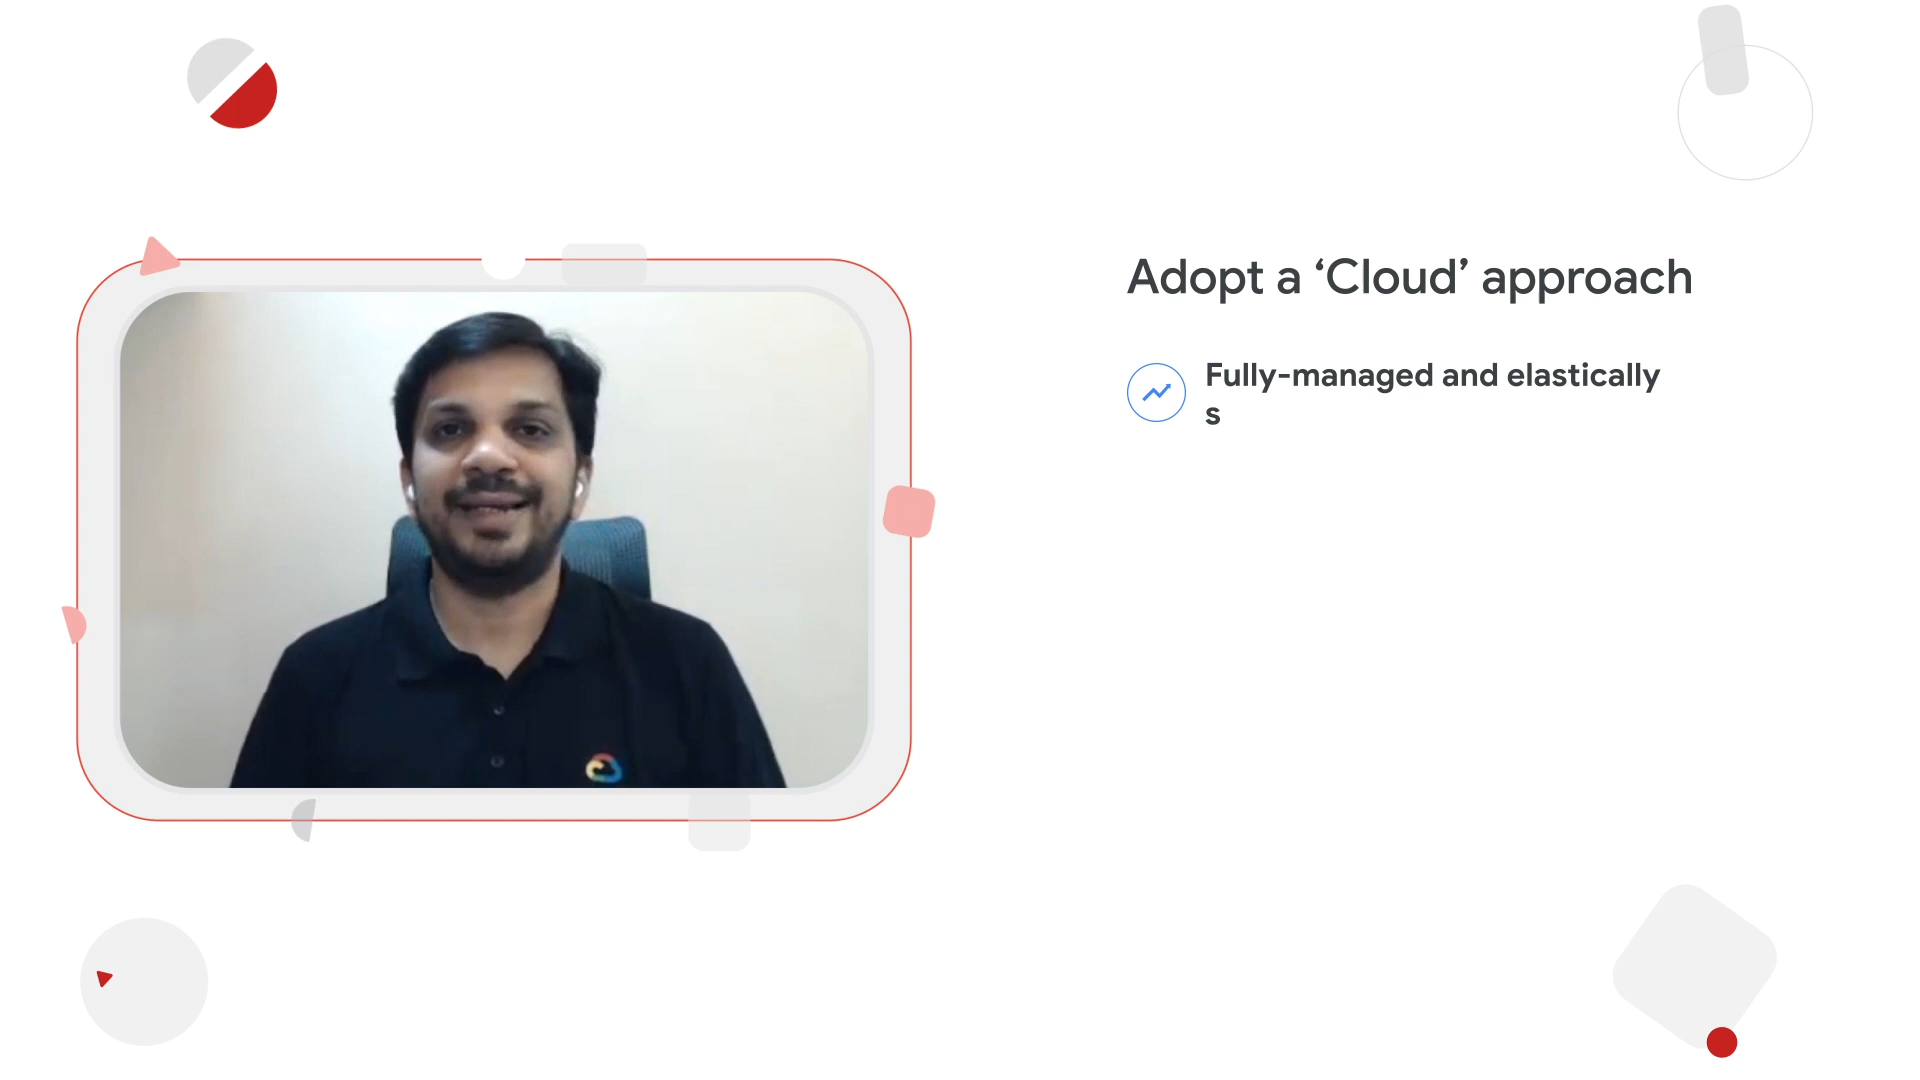 Adopt a ‘Cloud’ approach
Fully-managed and elastically
s